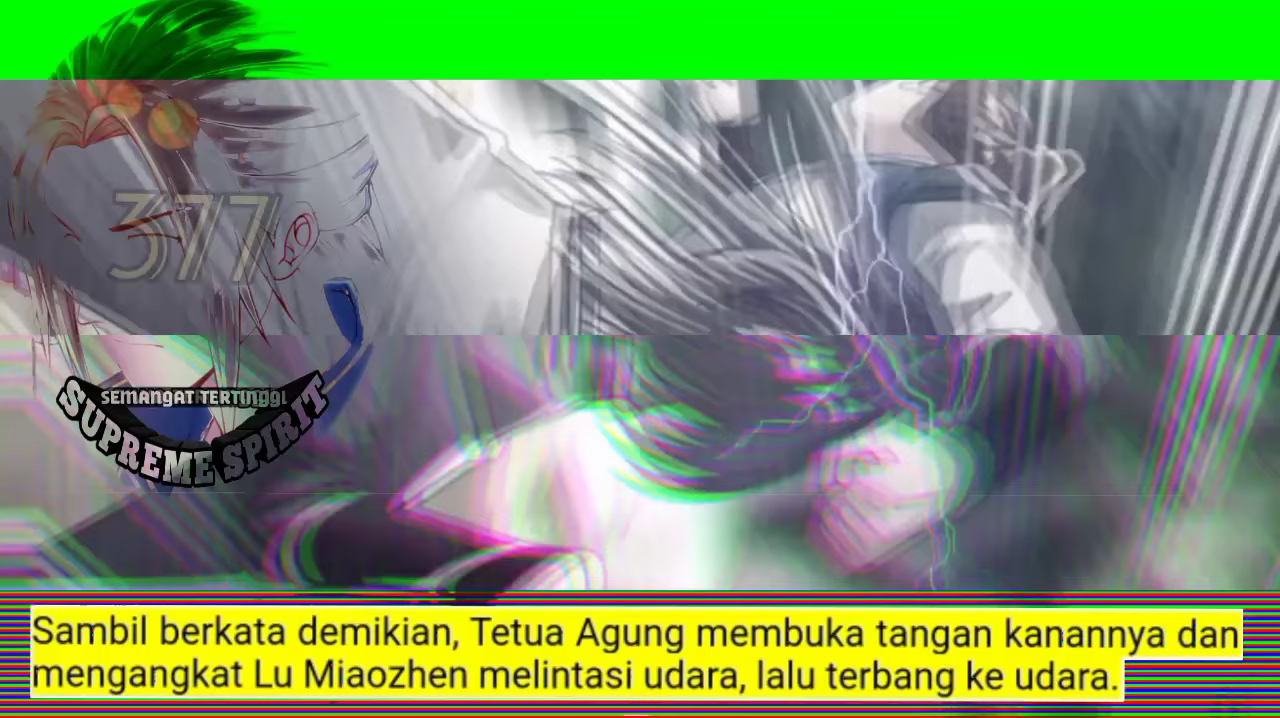 377
SEMANGAT TERTINGGI
SUPREME SPIRIT
Sambil berkata demikian, Tetua Agung membuka tangan kanannya dan
mengangkat Lu Miaozhen melintasi udara, lalu terbang ke udara.